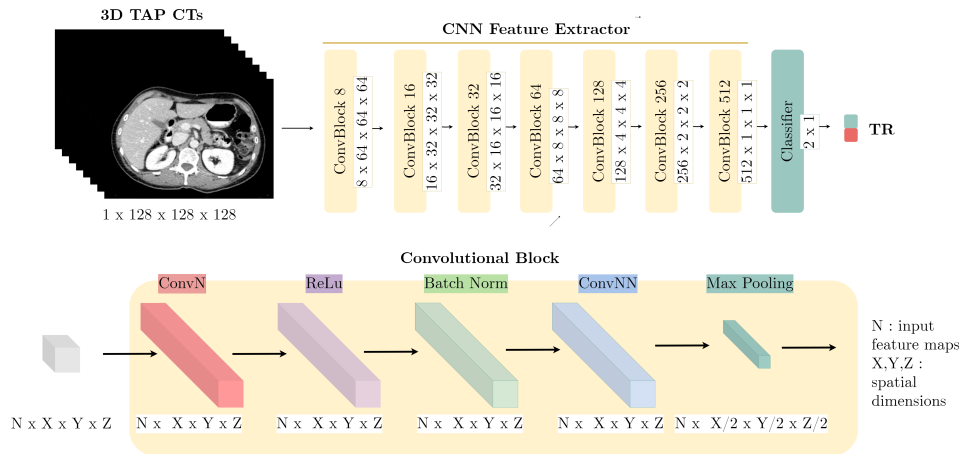 3D TAP CTs
CNN Feature Extractor
ConvBlock 8
8 x 64 x 64 x 64
ConvBlock 16
16 x 32 x 32 x 32
ConvBlock 32
32 x 16 x 16 x 16
ConvBlock 64
64 x 8 x 8 x 8
ConvBlock 128
128 x 4 x 4 x 4
ConvBlock 256
256 x 2 x 2 x 2
ConvBlock 512
512 x 1 x 1 x 1
Classifier
2 x 1
TR
1 x 128 x 128 x 128
Convolutional Block
ConvN
ReLu
Batch Norm
ConvNN
Max Pooling
N : input
feature maps
X,Y,Z :
spatial
dimensions
N x X x Y x Z
N x X x Y x Z
N x X x Y x Z
N x X x Y x Z
N x X x Y x Z
N x X/2 x Y/2 x Z/2